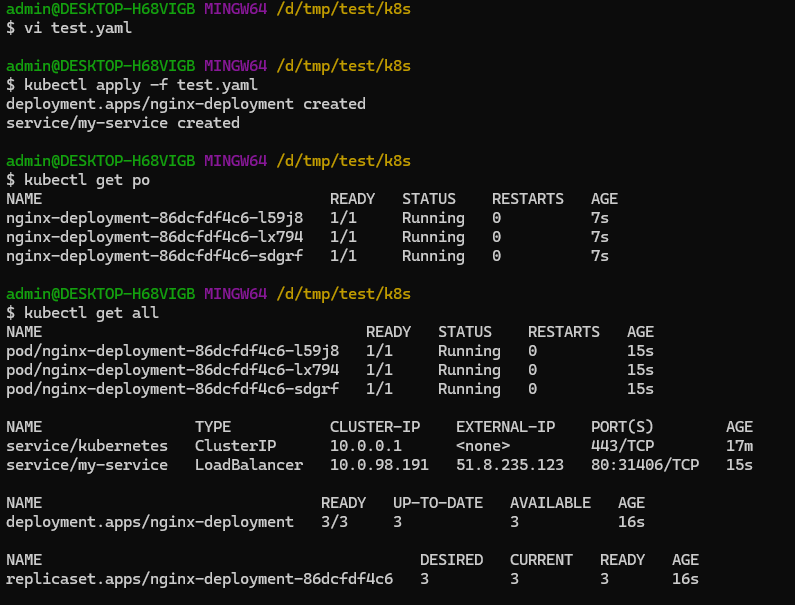 admin@DESKTOP-H68VIGB MINGW64 /d/tmp/test/k8s
$ vi test.yaml
admin@DESKTOP-H68VIGB MINGW64 /d/tmp/test/k8s
$ kubectl apply -f test.yaml
deployment.apps/nginx-deployment created
service/my-service created
admin@DESKTOP-H68VIGB MINGW64 /d/tmp/test/k8s
$ kubectl get po
NAME                                READY   STATUS    RESTARTS   AGE
nginx-deployment-86dcfdf4c6-l59j8   1/1     Running   0          7s
nginx-deployment-86dcfdf4c6-lx794   1/1     Running   0          7s
nginx-deployment-86dcfdf4c6-sdgrf   1/1     Running   0          7s
admin@DESKTOP-H68VIGB MINGW64 /d/tmp/test/k8s
$ kubectl get all
NAME                                    READY   STATUS    RESTARTS   AGE
pod/nginx-deployment-86dcfdf4c6-l59j8   1/1     Running   0          15s
pod/nginx-deployment-86dcfdf4c6-lx794   1/1     Running   0          15s
pod/nginx-deployment-86dcfdf4c6-sdgrf   1/1     Running   0          15s
NAME                 TYPE           CLUSTER-IP    EXTERNAL-IP   PORT(S)        AGE
service/kubernetes   ClusterIP      10.0.0.1      <none>        443/TCP        17m
service/my-service   LoadBalancer   10.0.98.191   51.8.235.123   80:31406/TCP   15s
NAME                               READY   UP-TO-DATE   AVAILABLE   AGE
deployment.apps/nginx-deployment   3/3     3            3           16s
NAME                                          DESIRED   CURRENT   READY   AGE
replicaset.apps/nginx-deployment-86dcfdf4c6   3         3         3       16s